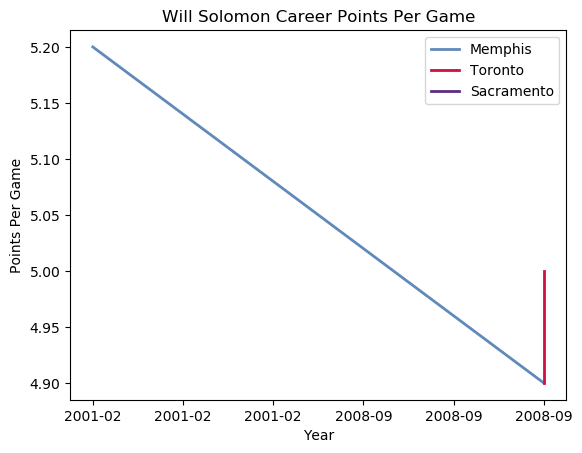 Will Solomon Career Points Per Game
Memphis
Toronto
Sacramento
Points Per Game
5.20
5.15
5.10
5.05
5.00
4.95
4.90
2001-02 2001-02 2001-02 2008-09 2008-09 2008-09
Year